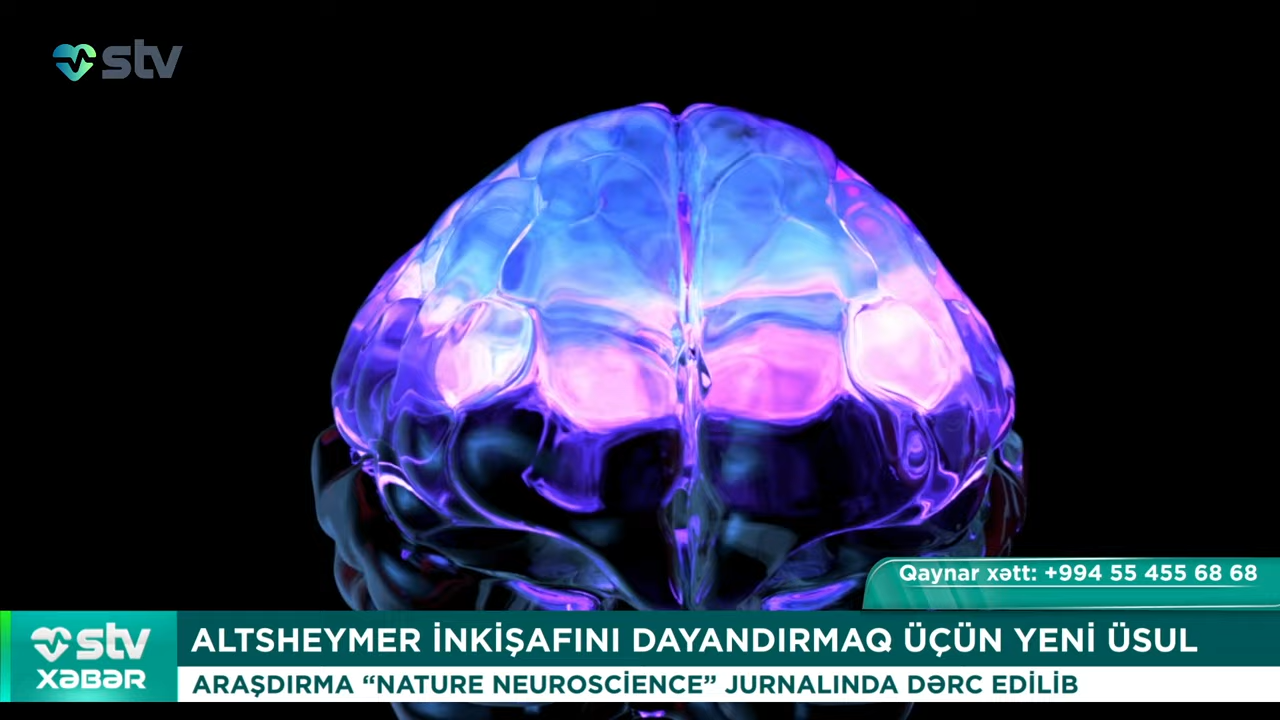 stv
Qaynar xətt: +994 55 455 68 68
stv
XƏBƏR
ALTSHEYMER İNKİŞAFINI DAYANDIRMAQ ÜÇÜN YENİ ÜSUL
ARAŞDIRMA “NATURE NEUROSCİENCE” JURNALINDA DƏRC EDİLİB